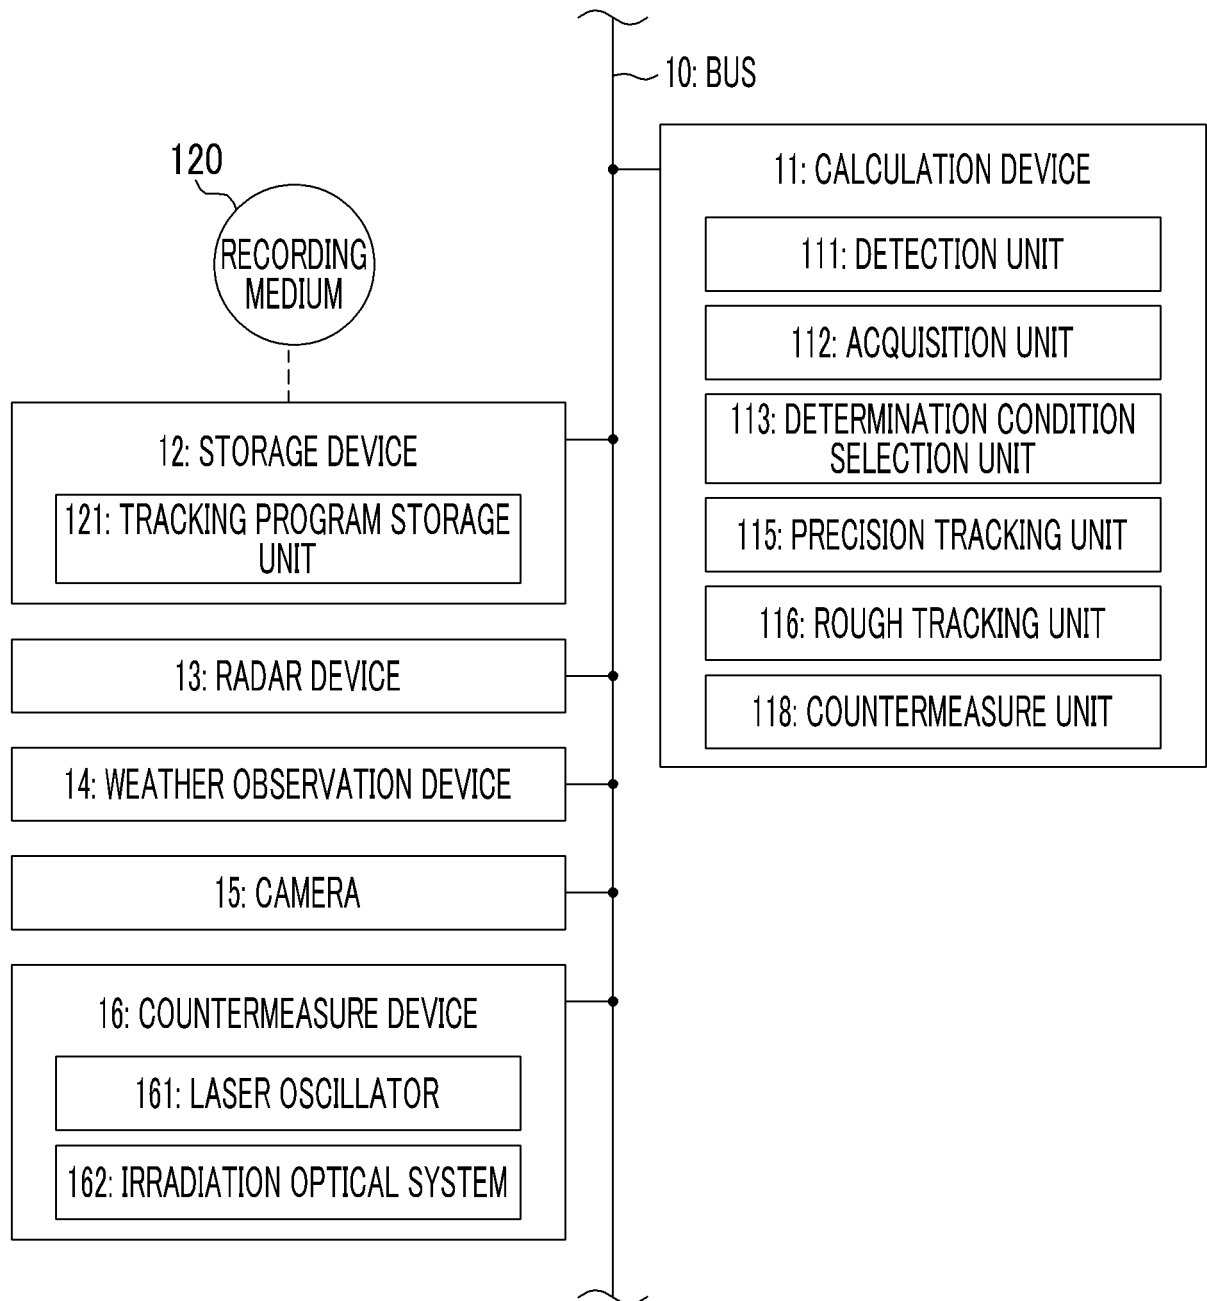 10: BUS
120
RECORDING
MEDIUM
12: STORAGE DEVICE
121: TRACKING PROGRAM STORAGE
UNIT
13: RADAR DEVICE
14: WEATHER OBSERVATION DEVICE
15: CAMERA
16: COUNTERMEASURE DEVICE
161: LASER OSCILLATOR
162: IRRADIATION OPTICAL SYSTEM
11: CALCULATION DEVICE
111: DETECTION UNIT
112: ACQUISITION UNIT
113: DETERMINATION CONDITION
SELECTION UNIT
115: PRECISION TRACKING UNIT
116: ROUGH TRACKING UNIT
118: COUNTERMEASURE UNIT